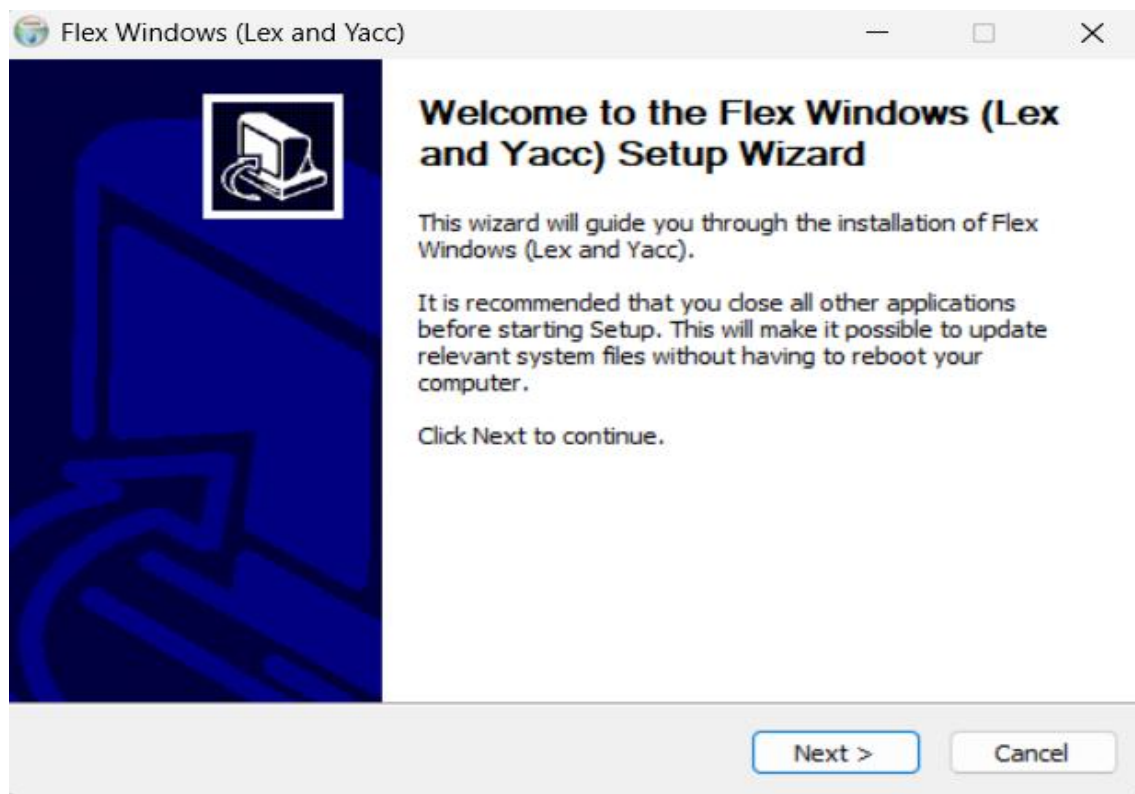 Flex Windows (Lex and Yacc)
Welcome to the Flex Windows (Lex
and Yacc) Setup Wizard
This wizard will guide you through the installation of Flex
Windows (Lex and Yacc).
It is recommended that you close all other applications
before starting Setup. This will make it possible to update
relevant system files without having to reboot your
computer.
Click Next to continue.
Next >
Cancel